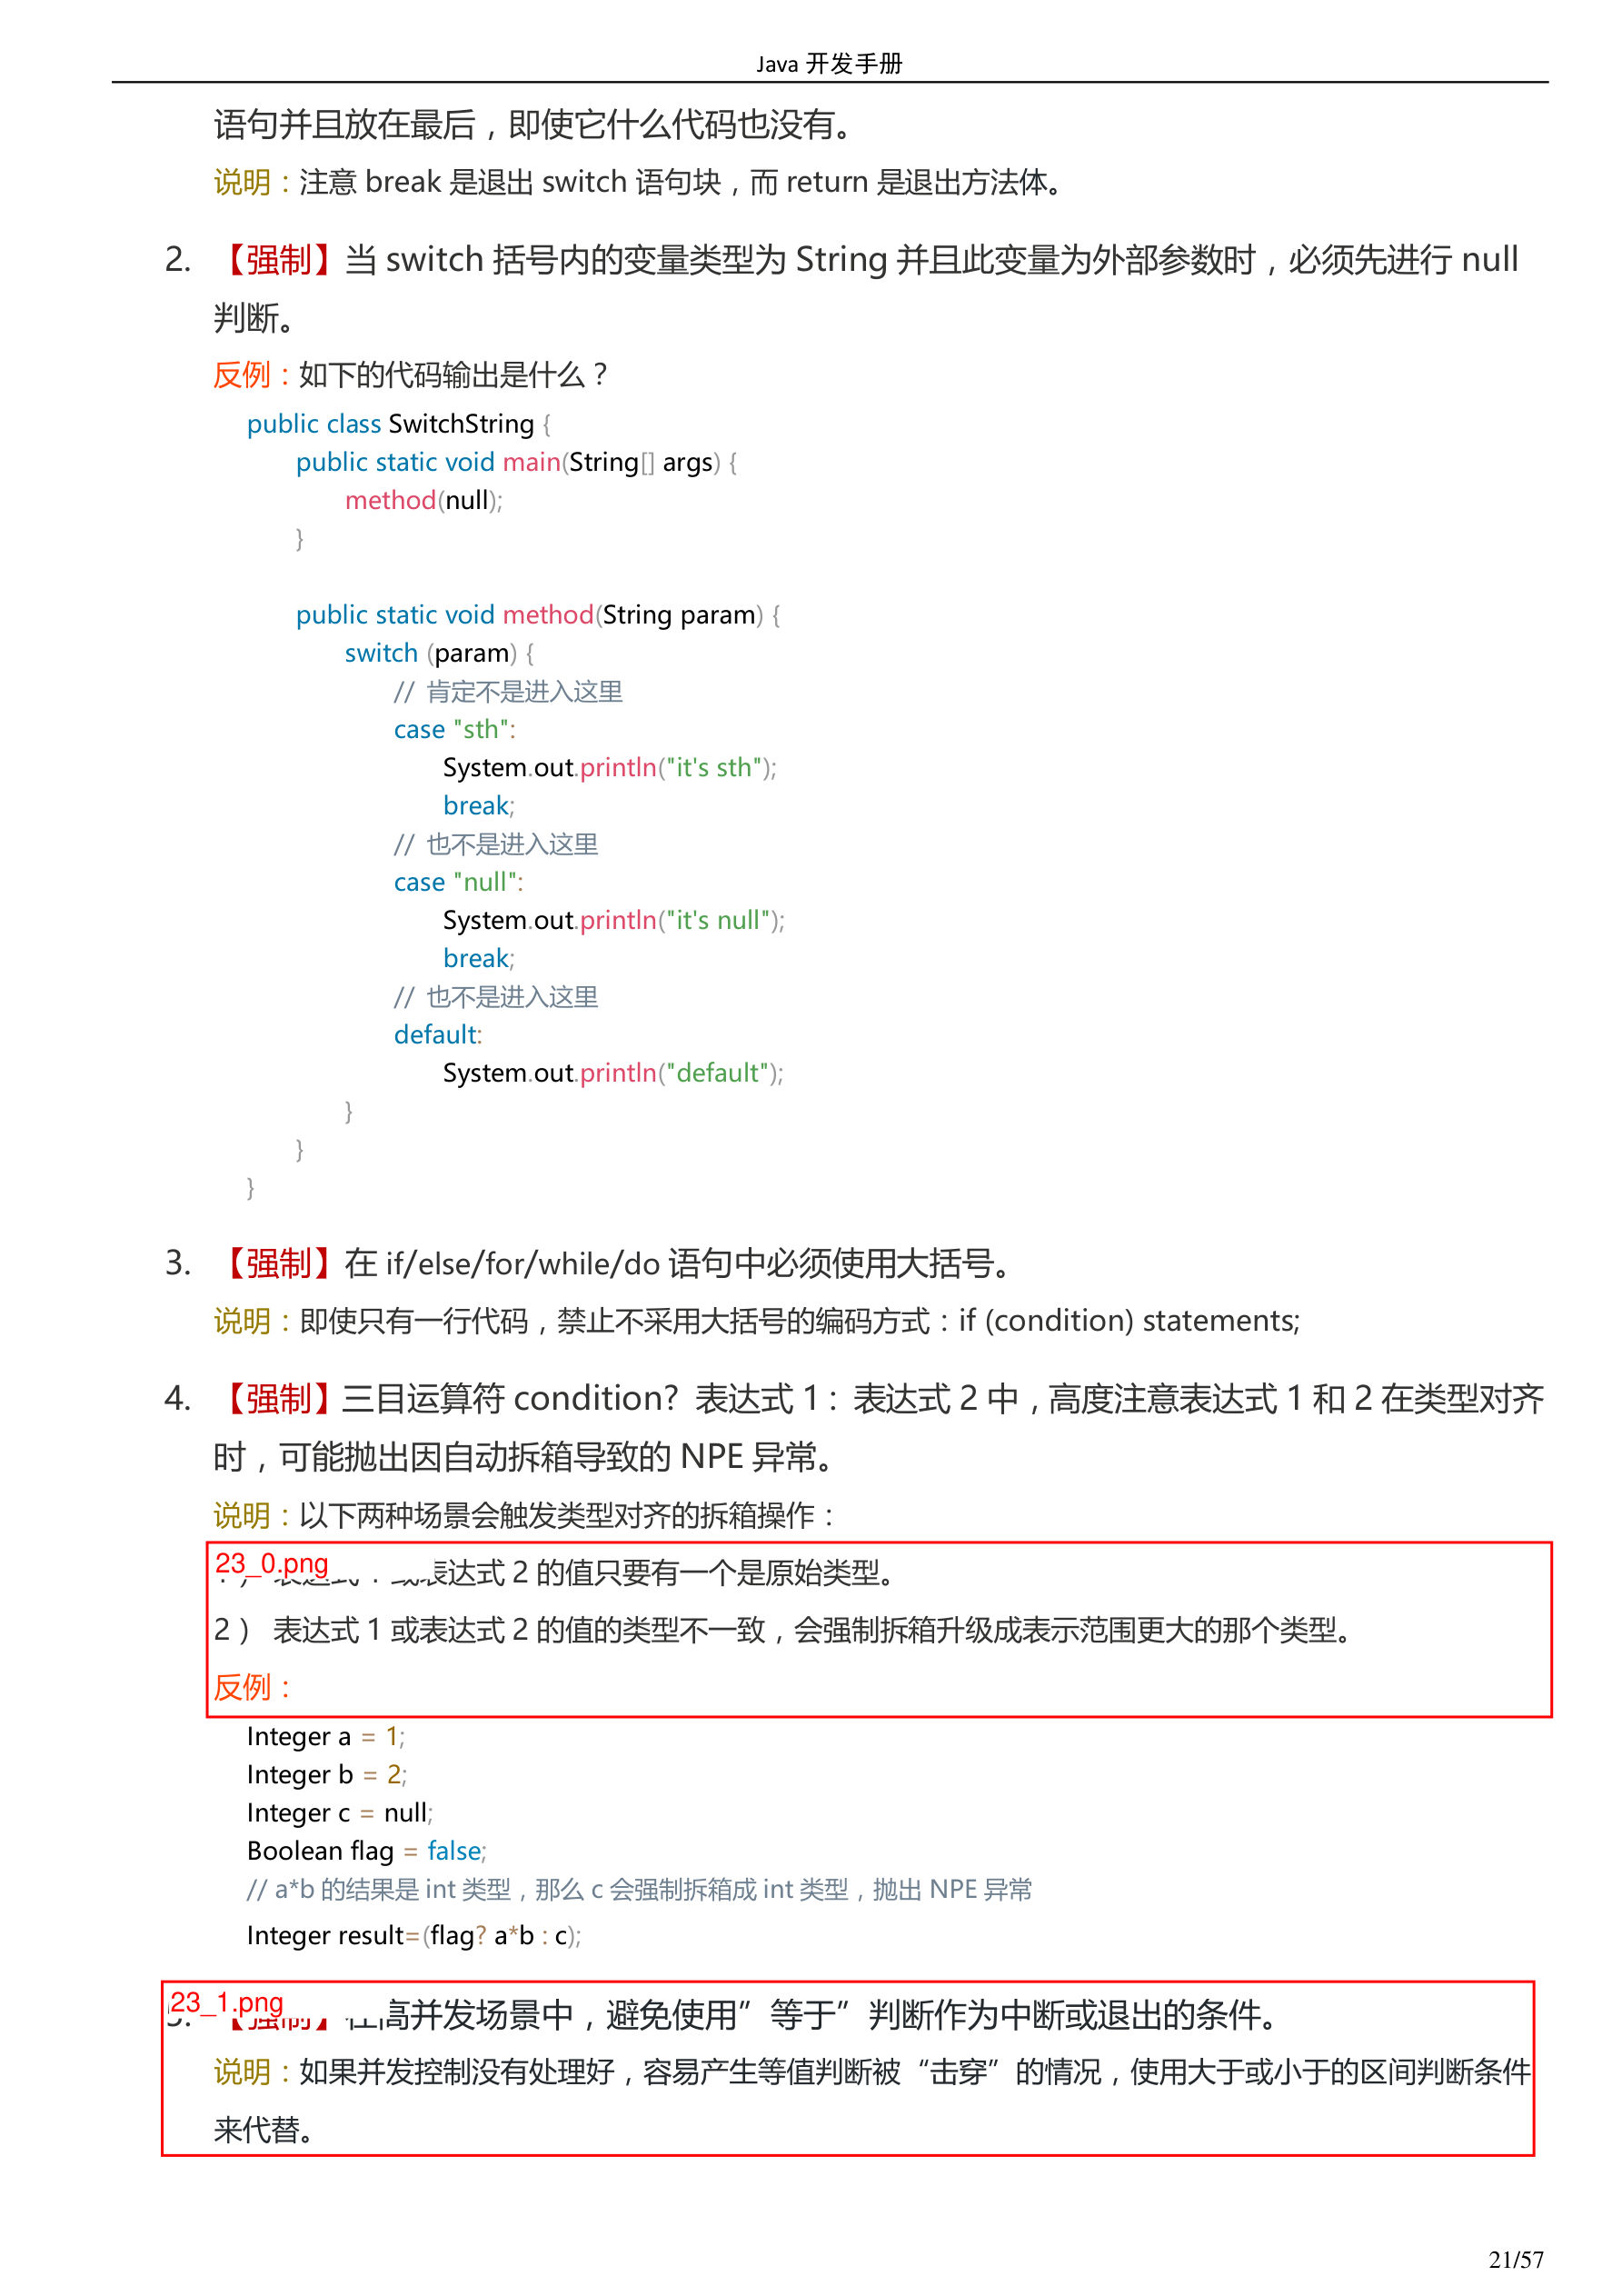 Java 开发手册
语句并且放在最后，即使它什么代码也没有。
说明：注意 break 是退出 switch 语句块，而 return 是退出方法体。
2. 【强制】当 switch 括号内的变量类型为 String 并且此变量为外部参数时，必须先进行 null
判断。
反例：如下的代码输出是什么？
public class SwitchString {
public static void main(String[] args) {
method(null);
}
public static void method(String param) {
switch (param) {
// 肯定不是进入这里
case "sth":
System.out.println("it's sth");
break;
// 也不是进入这里
case "null":
System.out.println("it's null");
break;
// 也不是进入这里
default:
System.out.println("default");
}
}
}
3. 【强制】在 if/else/for/while/do 语句中必须使用大括号。
说明：即使只有一行代码，禁止不采用大括号的编码方式：if (condition) statements;
4. 【强制】三目运算符 condition? 表达式 1 : 表达式 2 中，高度注意表达式 1 和 2 在类型对齐
时，可能抛出因自动拆箱导致的 NPE 异常。
说明：以下两种场景会触发类型对齐的拆箱操作：
23_0.png
表达式 2 的值只要有一个是原始类型。
2） 表达式 1 或表达式 2 的值的类型不一致，会强制拆箱升级成表示范围更大的那个类型。
反例：
Integer a = 1;
Integer b = 2;
Integer c = null;
Boolean flag = false;
// a*b 的结果是 int 类型，那么 c 会强制拆箱成 int 类型，抛出 NPE 异常
Integer result=(flag? a*b : c);
23_1.png
高并发场景中，避免使用”等于”判断作为中断或退出的条件。
说明：如果并发控制没有处理好，容易产生等值判断被“击穿”的情况，使用大于或小于的区间判断条件
来代替。
21/57